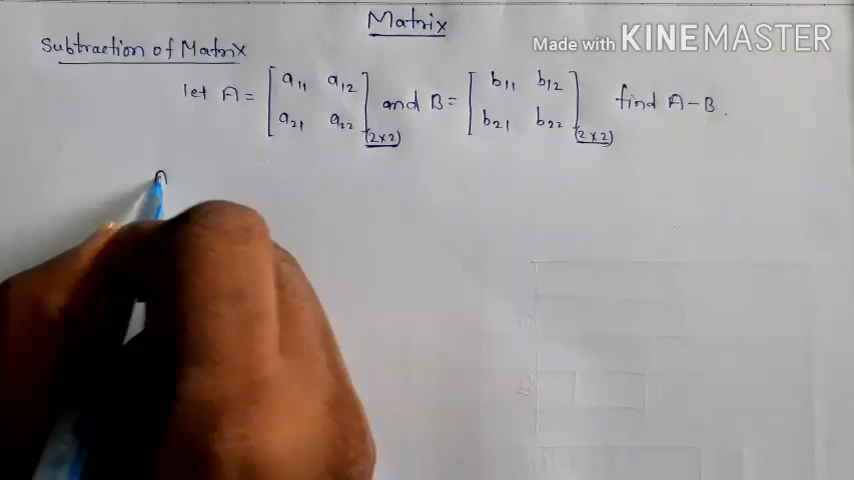 Matrix
Made with KINEMASTER
Subtraction of Matrix
let A = [ a₁₁ a₁₂ ] and B = [ b₁₁ b₁₂ ] find A - B .
a₂₁ a₂₂ (2×2) b₂₁ b₂₂ (2×2)
A